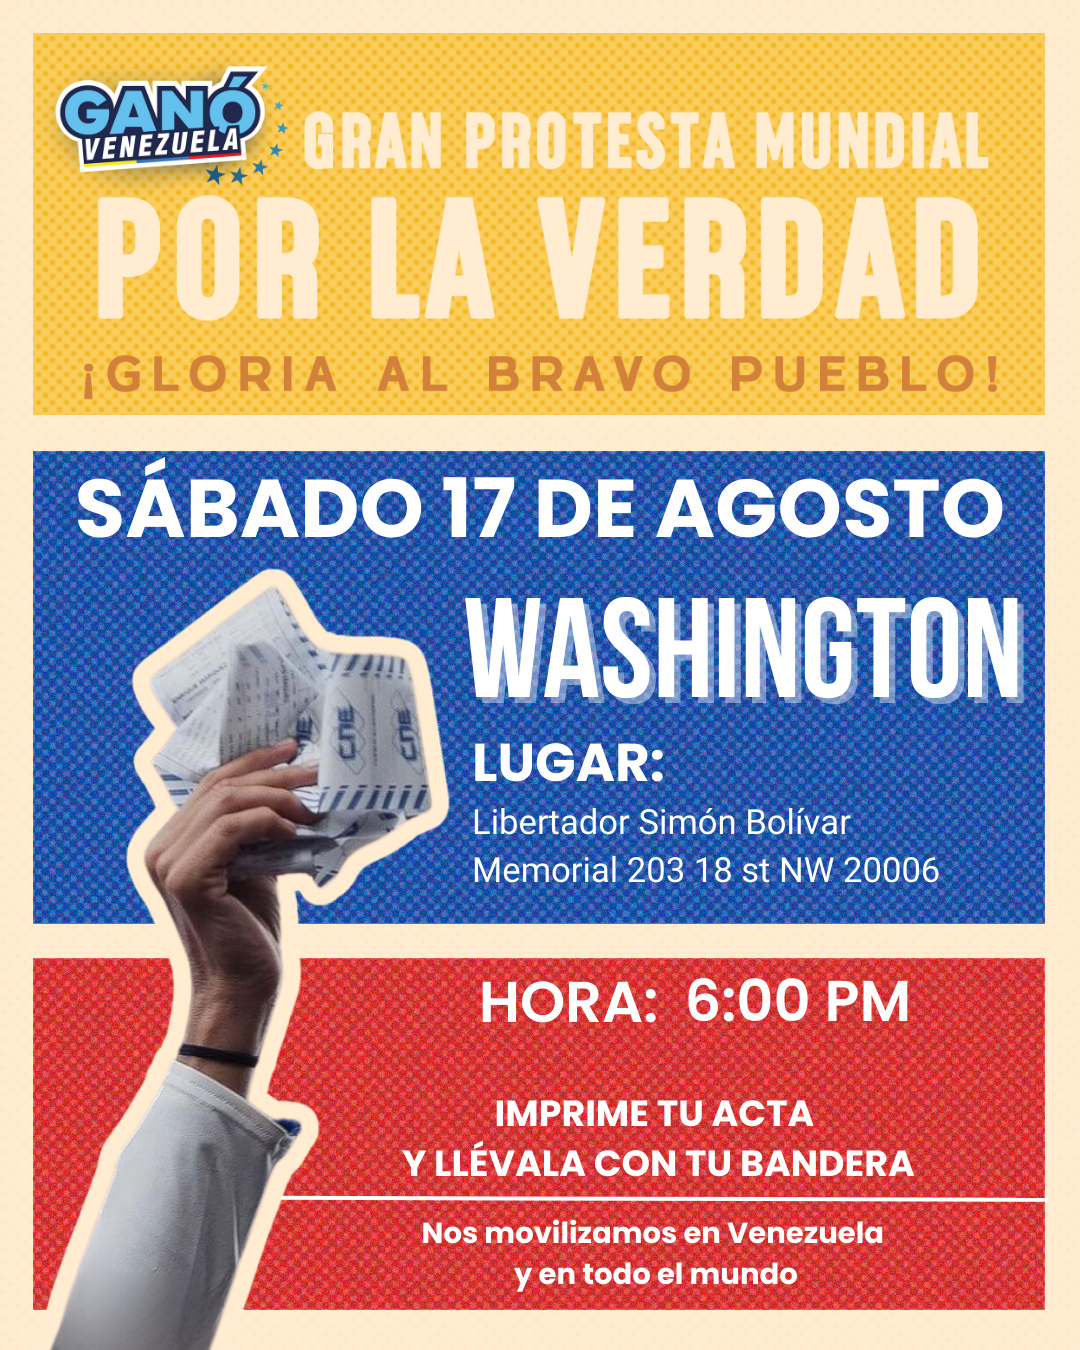 GANÓ
VENEZUELA
GRAN PROTESTA MUNDIAL
POR LA VERDAD
¡GLORIA AL BRAVO PUEBLO!
SÁBADO 17 DE AGOSTO
WASHINGTON
LUGAR:
Libertador Simón Bolívar
Memorial 203 18 st NW 20006
CNE
CNE
HORA: 6:00 PM
IMPRIME TU ACTA
Y LLÉVALA CON TU BANDERA
Nos movilizamos en Venezuela
y en todo el mundo